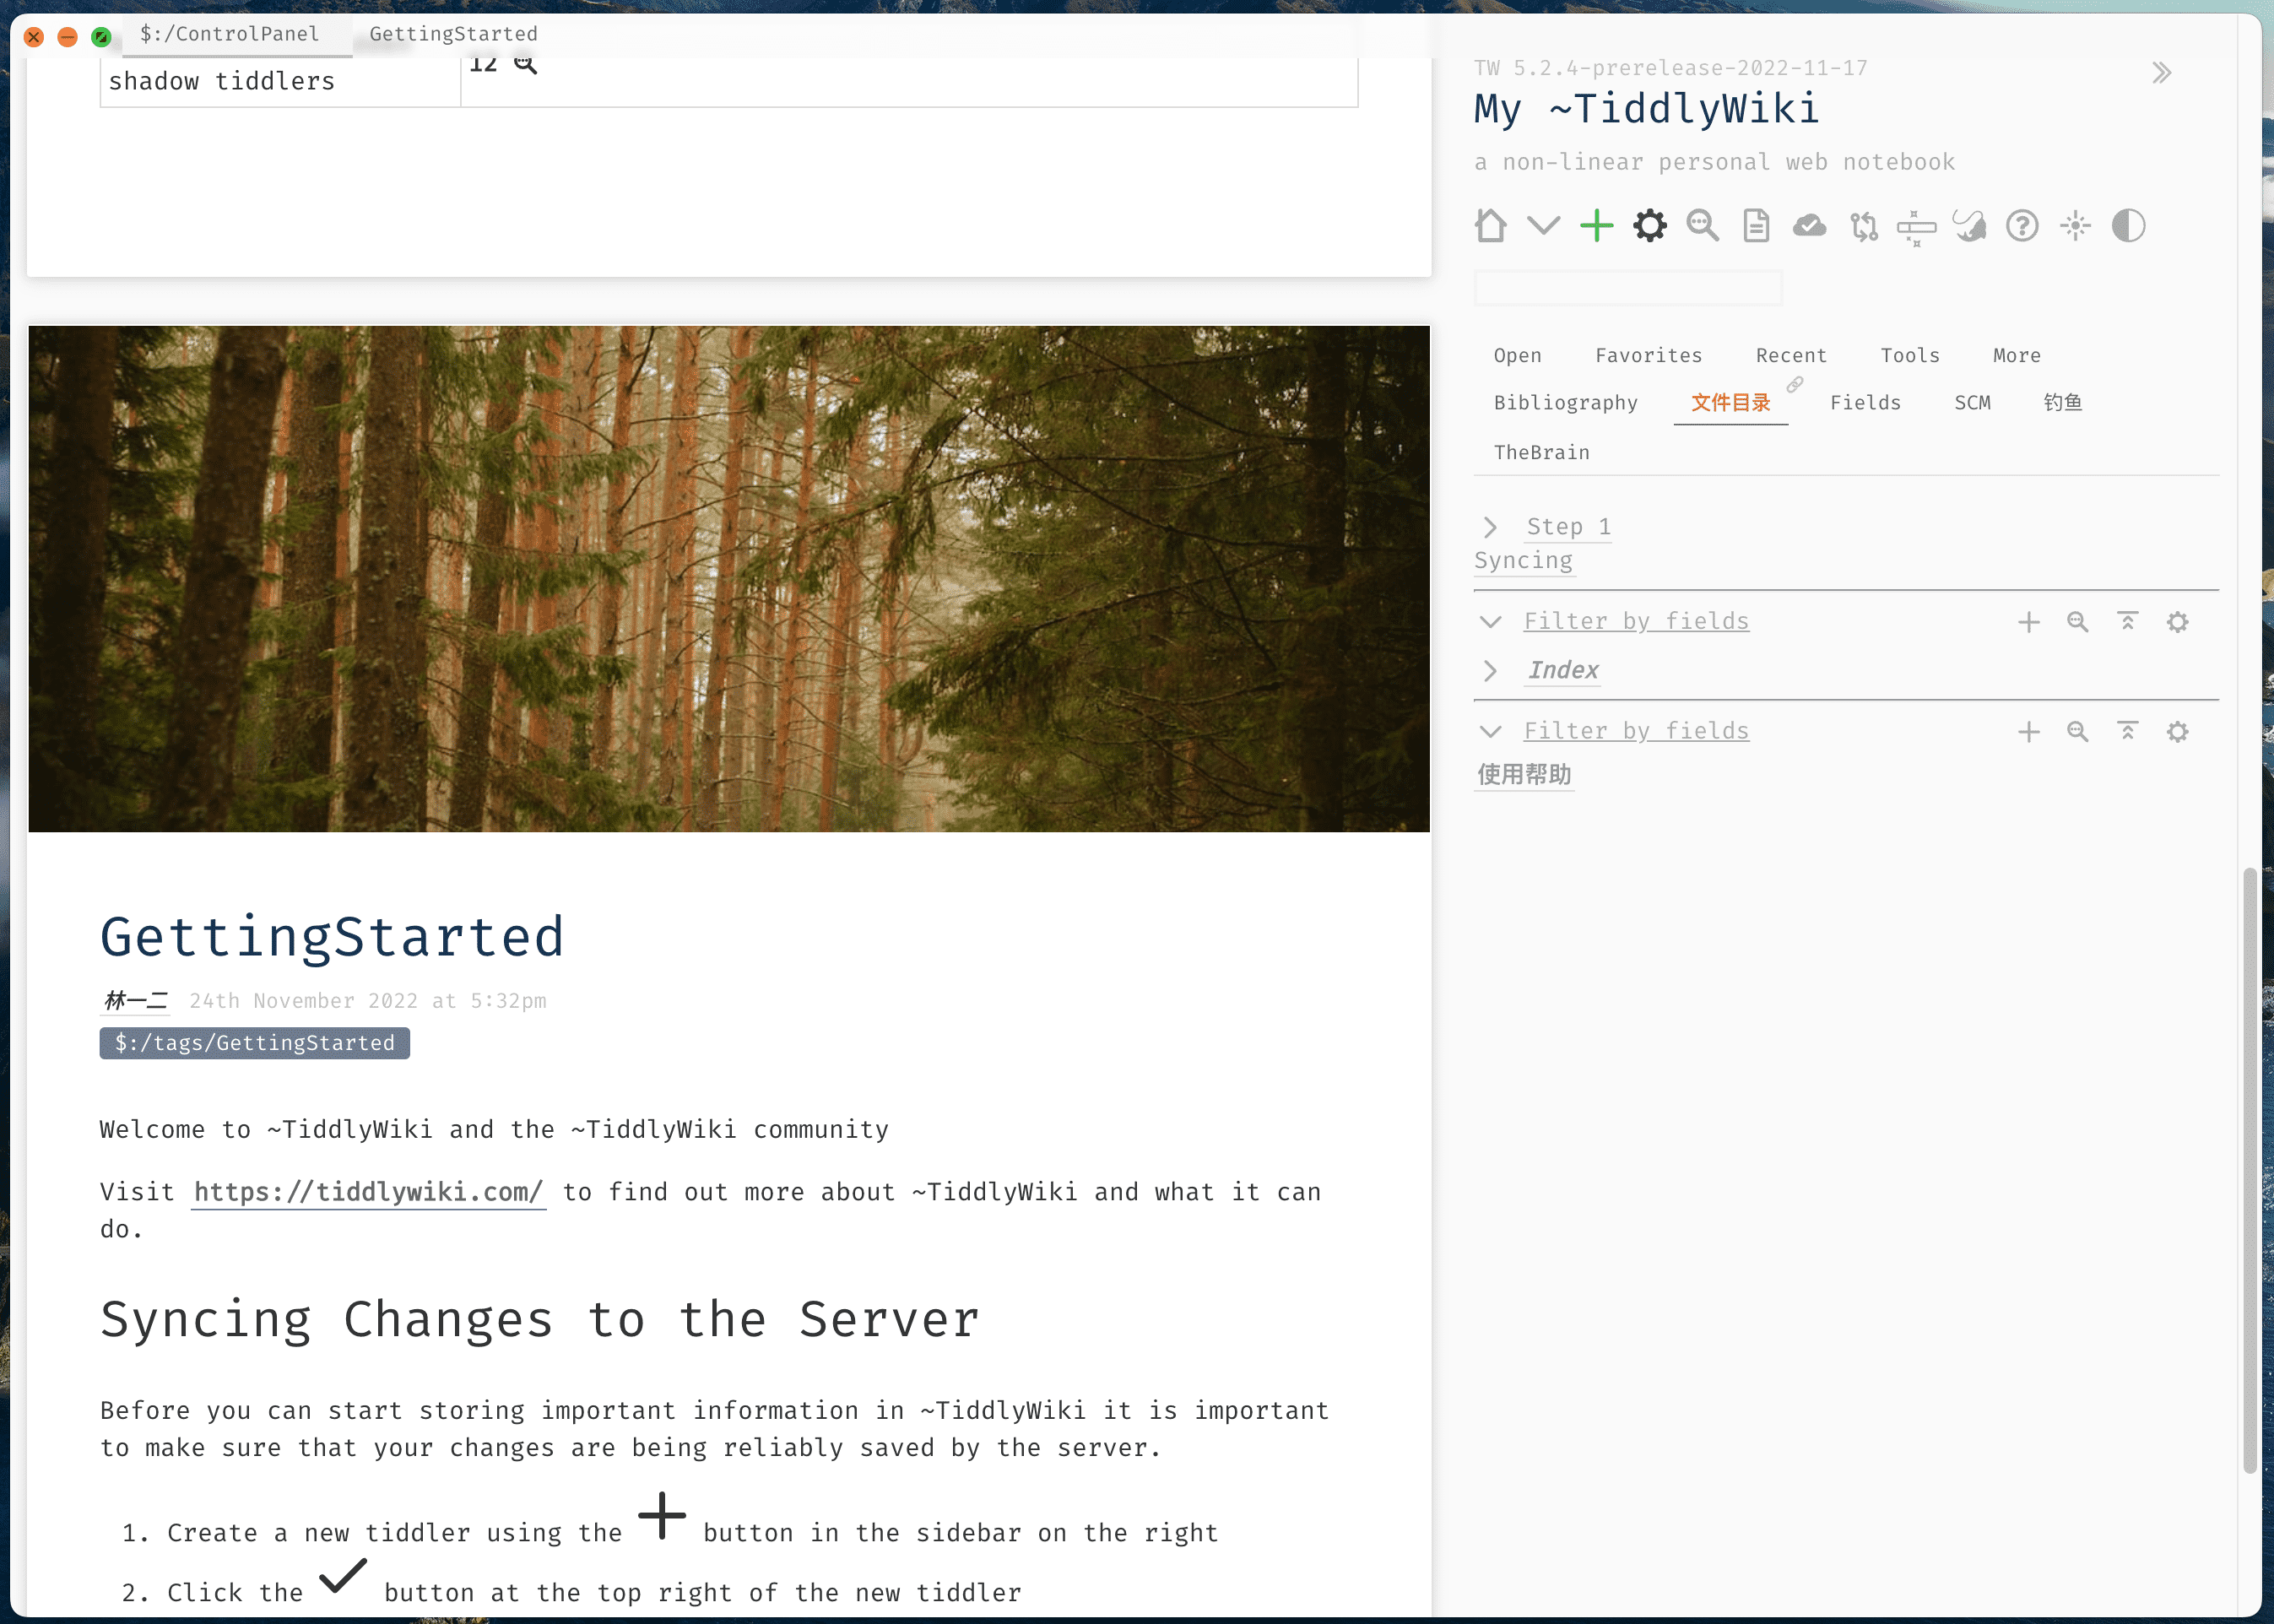 $:/ControlPanel
GettingStarted
shadow tiddlers
12
GettingStarted
林一二 24th November 2022 at 5:32pm
$:/tags/GettingStarted
Welcome to ~TiddlyWiki and the ~TiddlyWiki community
Visit https://tiddlywiki.com/ to find out more about ~TiddlyWiki and what it can
do.
Syncing Changes to the Server
Before you can start storing important information in ~TiddlyWiki it is important
to make sure that your changes are being reliably saved by the server.
1. Create a new tiddler using the button in the sidebar on the right
2. Click the button at the top right of the new tiddler
TW 5.2.4-prerelease-2022-11-17
My ~TiddlyWiki
a non-linear personal web notebook
Open Favorites Recent Tools More
Bibliography 文件目录 Fields SCM 钓鱼
TheBrain
Step 1
Syncing
Filter by fields
Index
Filter by fields
使用帮助